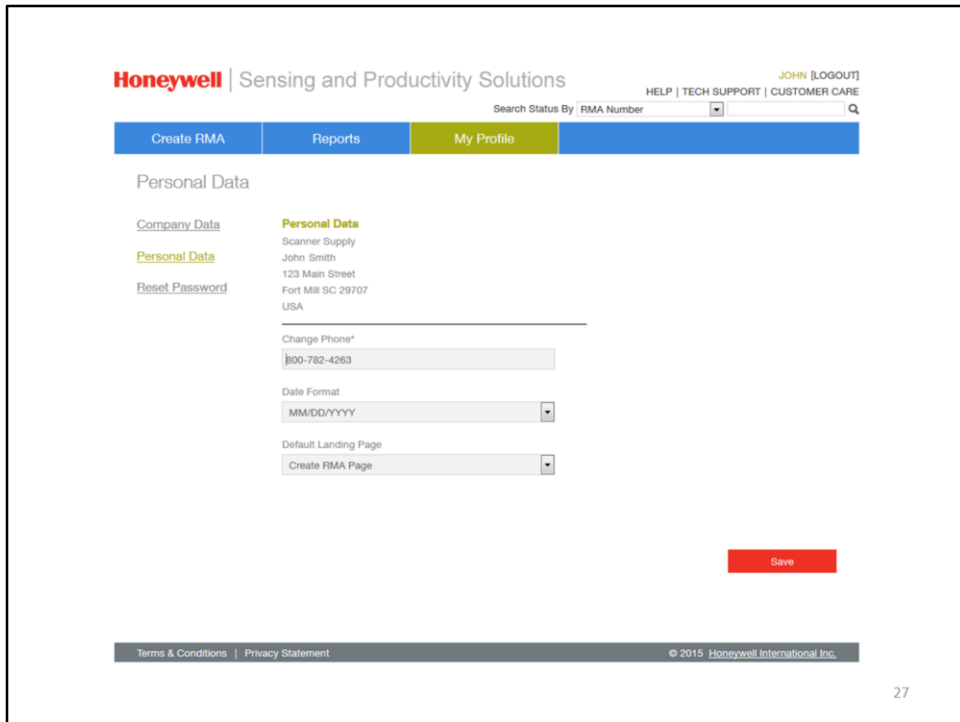 Honeywell | Sensing and Productivity Solutions
JOHN [LOGOUT]
HELP | TECH SUPPORT | CUSTOMER CARE
Search Status By RMA Number
Create RMA Reports My Profile
Personal Data
Company Data
Personal Data
Reset Password
Personal Data
Scanner Supply
John Smith
123 Main Street
Fort Mill SC 29707
USA
Change Phone*
800-782-4263
Date Format
MM/DD/YYYY
Default Landing Page
Create RMA Page
Save
Terms & Conditions | Privacy Statement
© 2015 Honeywell International Inc.
27